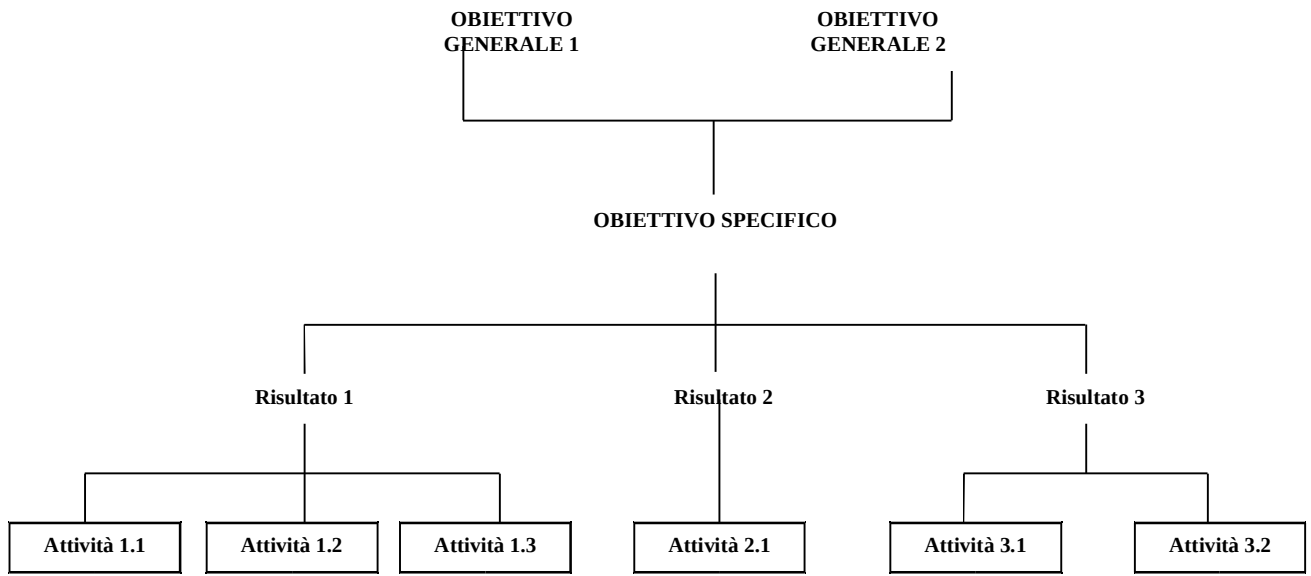 OBIETTIVO
GENERALE 1
OBIETTIVO
GENERALE 2
OBIETTIVO SPECIFICO
Risultato 1
Risultato 2
Risultato 3
Attività 1.1
Attività 1.2
Attività 1.3
Attività 2.1
Attività 3.1
Attività 3.2